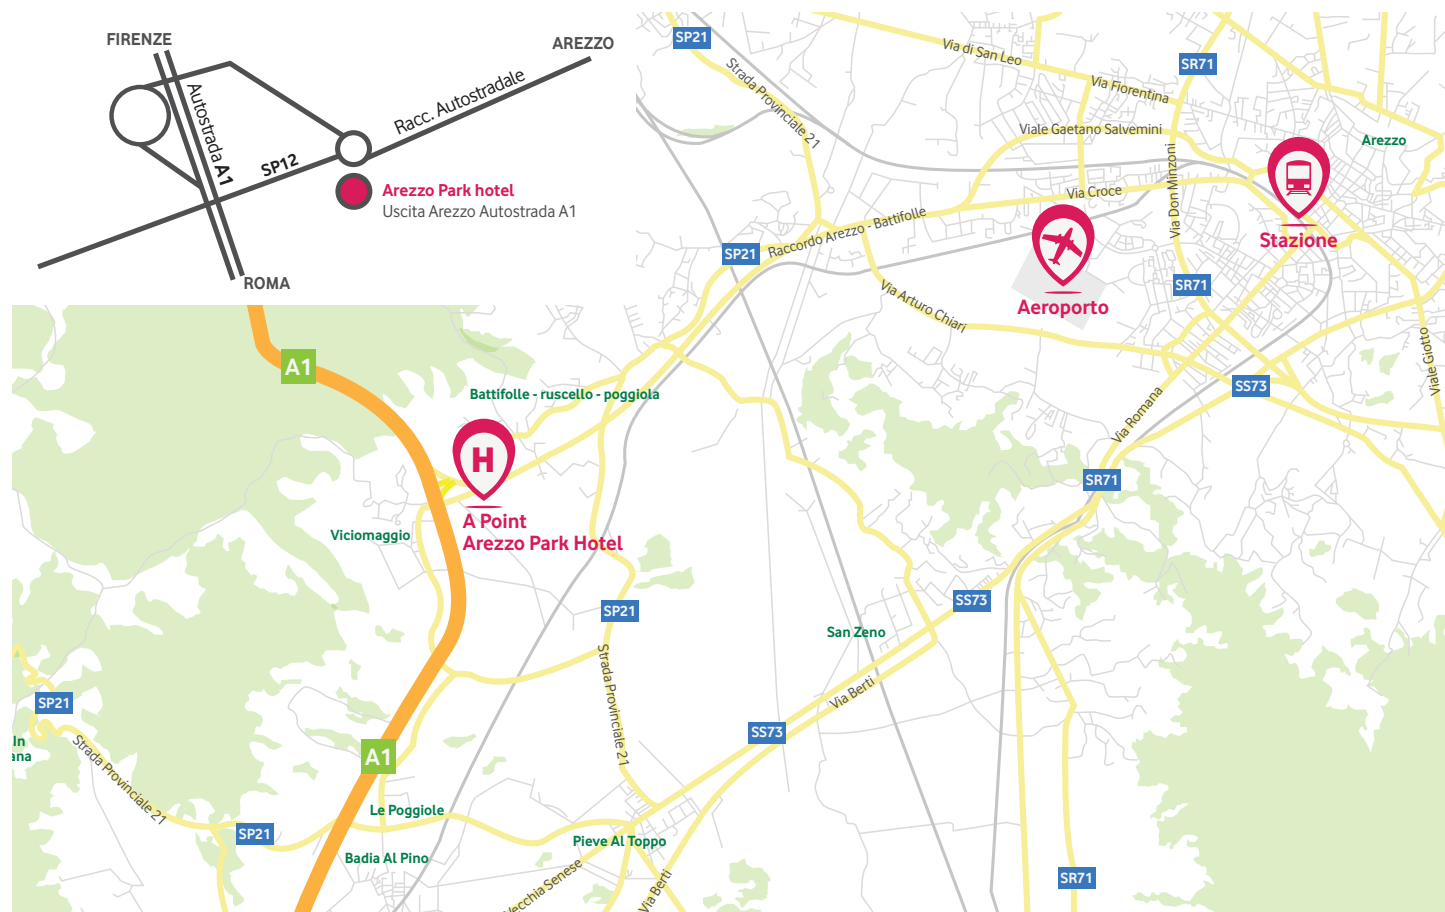 FIRENZE
AREZZO
Autostrada A1
Racc. Autostradale
SP12
Arezzo Park hotel
Uscita Arezzo Autostrada A1
ROMA
SP21
Strada Provinciale 21
Via di San Leo
SR71
Via Fiorentina
Viale Gaetano Salvemini
Arezzo
Via Don Minzoni
Via Croce
Stazione
Raccordo Arezzo - Battifolle
SP21
Aeroporto
SR71
Via Arturo Chiari
Viale Giotto
A1
SS73
Battifolle - ruscello - poggiola
Via Romana
H
SR71
A Point
Arezzo Park Hotel
Viciomaggio
SP21
SS73
San Zeno
Strada Provinciale 21
Via Berti
SP21
SS73
In
ana
Strada Provinciale 21
A1
Le Poggiole
SP21
Pieve Al Toppo
Badia Al Pino
Vecchia Senese
Via Berti
SR71